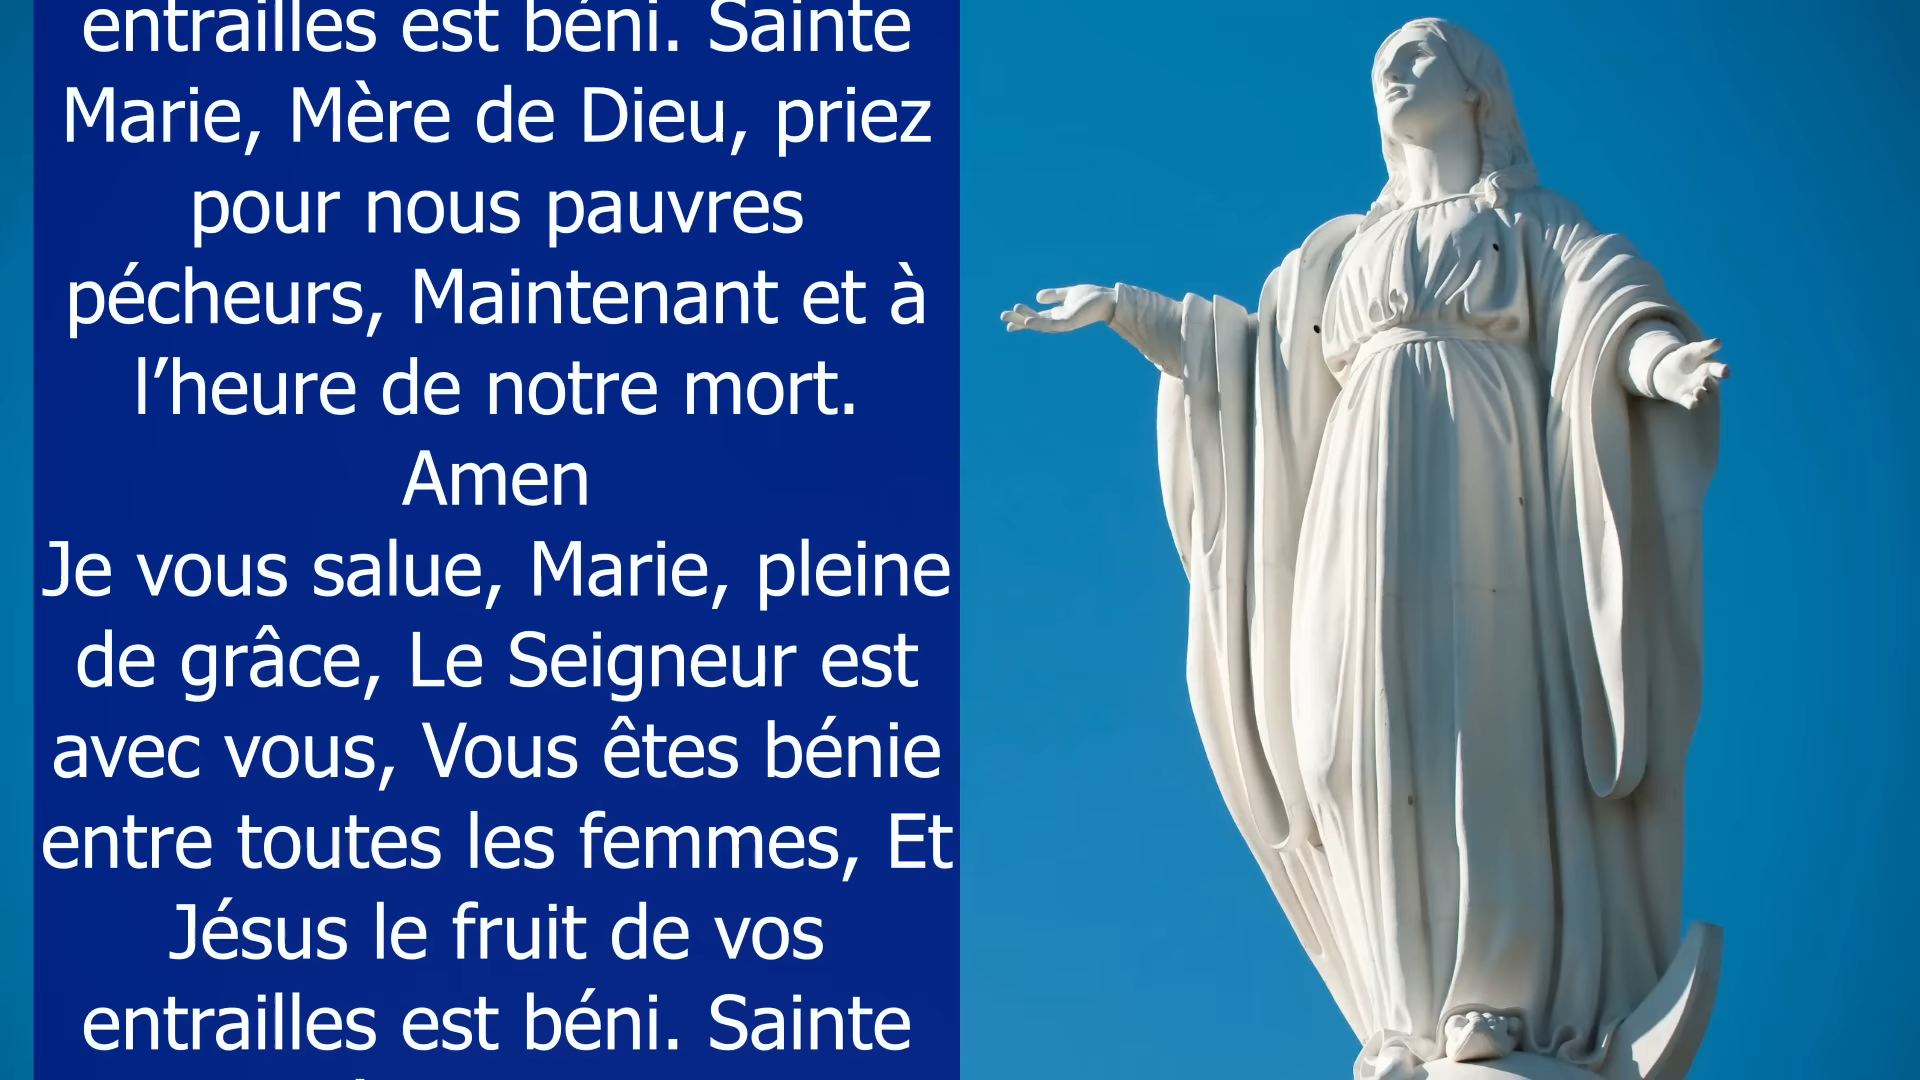 entrailles est béni. Sainte
Marie, Mère de Dieu, priez
pour nous pauvres
pécheurs, Maintenant et à
l’heure de notre mort.
Amen
Je vous salue, Marie, pleine
de grâce, Le Seigneur est
avec vous, Vous êtes bénie
entre toutes les femmes, Et
Jésus le fruit de vos
entrailles est béni. Sainte